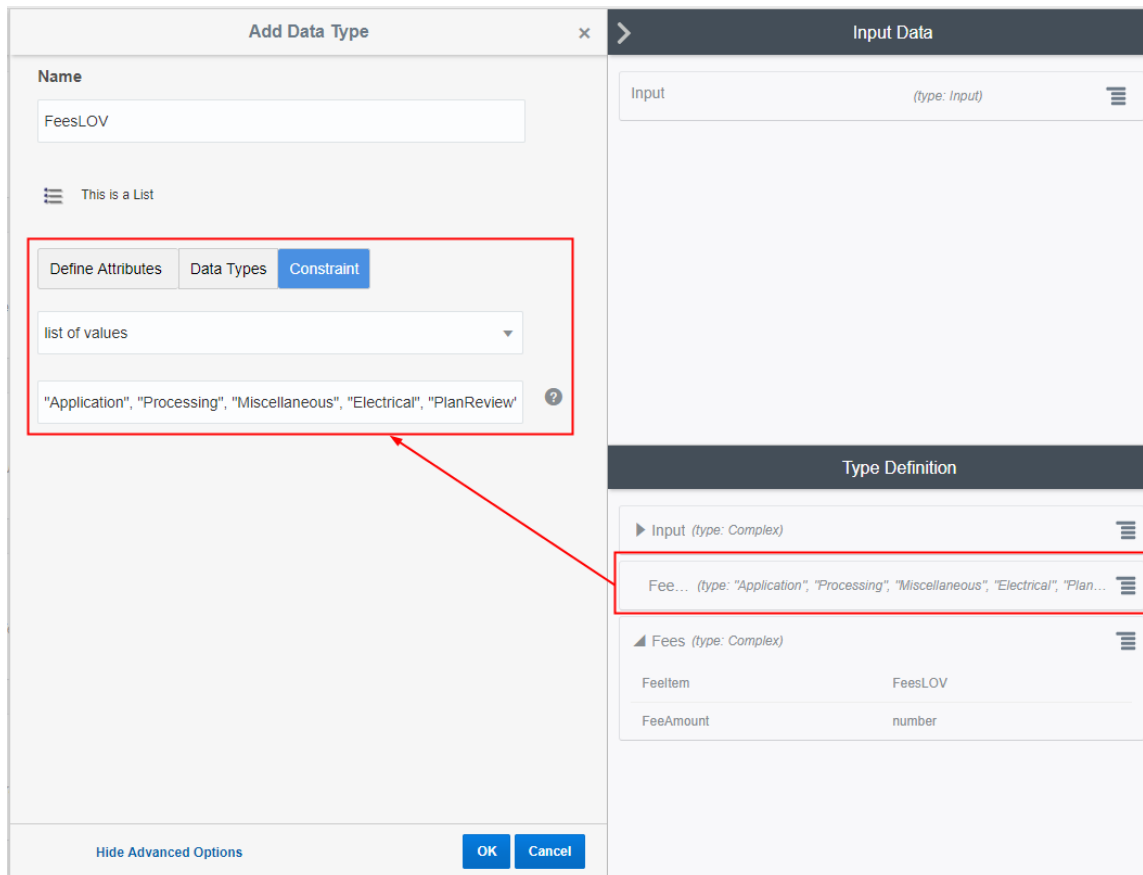 Add Data Type
×
Name
FeesLOV
This is a List
Define Attributes Data Types Constraint
list of values
"Application", "Processing", "Miscellaneous", "Electrical", "PlanReview"
?
Hide Advanced Options
OK Cancel
Input Data
Input (type: Input)
Type Definition
Input (type: Complex)
Fee... (type: "Application", "Processing", "Miscellaneous", "Electrical", "Plan...
Fees (type: Complex)
FeeItem FeesLOV
FeeAmount number